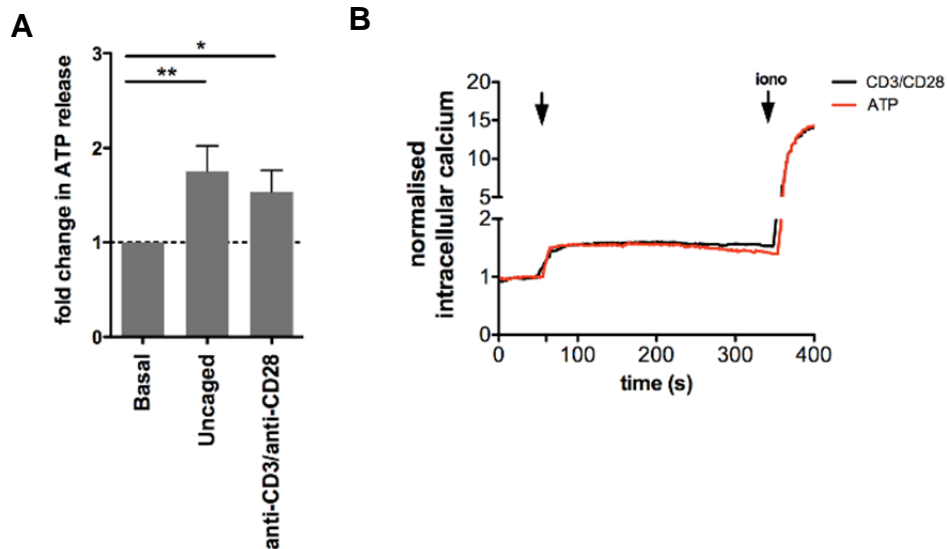 A
fold change in ATP release
3
2
1
0
*
**
Basal
Uncaged
anti-CD3/anti-CD28
B
normalised
intracellular calcium
20
15
10
5
2
1
0
iono
CD3/CD28
ATP
0 100 200 300 400
time (s)